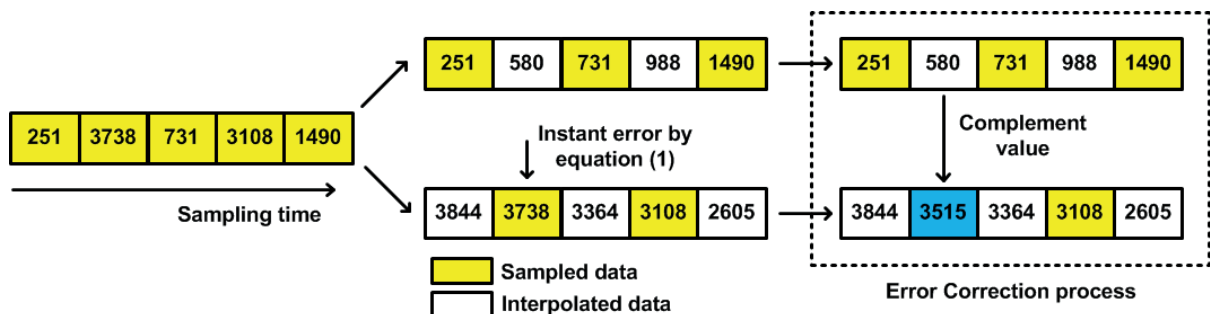 251 580 731 988 1490
251 580 731 988 1490
251 3738 731 3108 1490
Sampling time
Instant error by
equation (1)
Complement
value
3844 3738 3364 3108 2605
3844 3515 3364 3108 2605
Sampled data
Interpolated data
Error Correction process